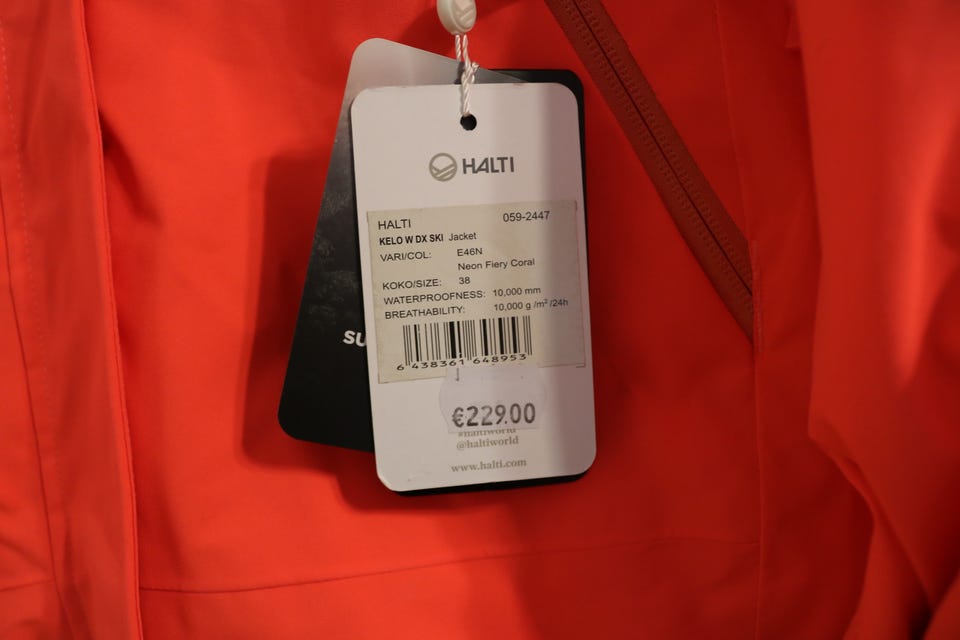 HALTI
HALTI 059-2447
KELO W DX SKI Jacket
VARI/COL: E46N
Neon Fiery Coral
KOKO/SIZE: 38
WATERPROOFNESS: 10,000 mm
BREATHABILITY: 10,000 g /m² /24h
6 438361 648953
€229.00
#haltiworld
@haltiworld
www.halti.com
SU